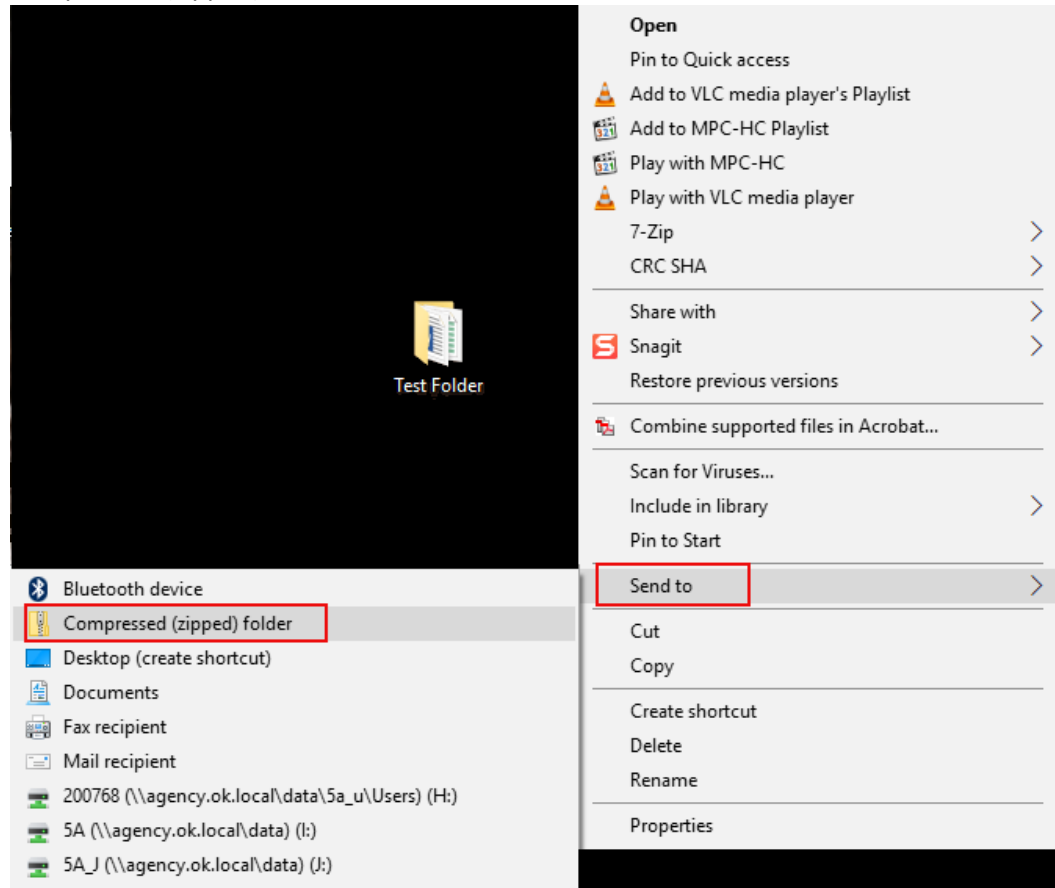 Open
Pin to Quick access
Add to VLC media player's Playlist
Add to MPC-HC Playlist
Play with MPC-HC
Play with VLC media player
7-Zip
CRC SHA
Share with
Snagit
Restore previous versions
Combine supported files in Acrobat...
Scan for Viruses...
Include in library
Pin to Start
Send to
Cut
Copy
Create shortcut
Delete
Rename
Properties
Test Folder
Bluetooth device
Compressed (zipped) folder
Desktop (create shortcut)
Documents
Fax recipient
Mail recipient
200768 (\\agency.ok.local\data\5a_u\Users) (H:)
5A (\\agency.ok.local\data) (I:)
5A_J (\\agency.ok.local\data) (J:)